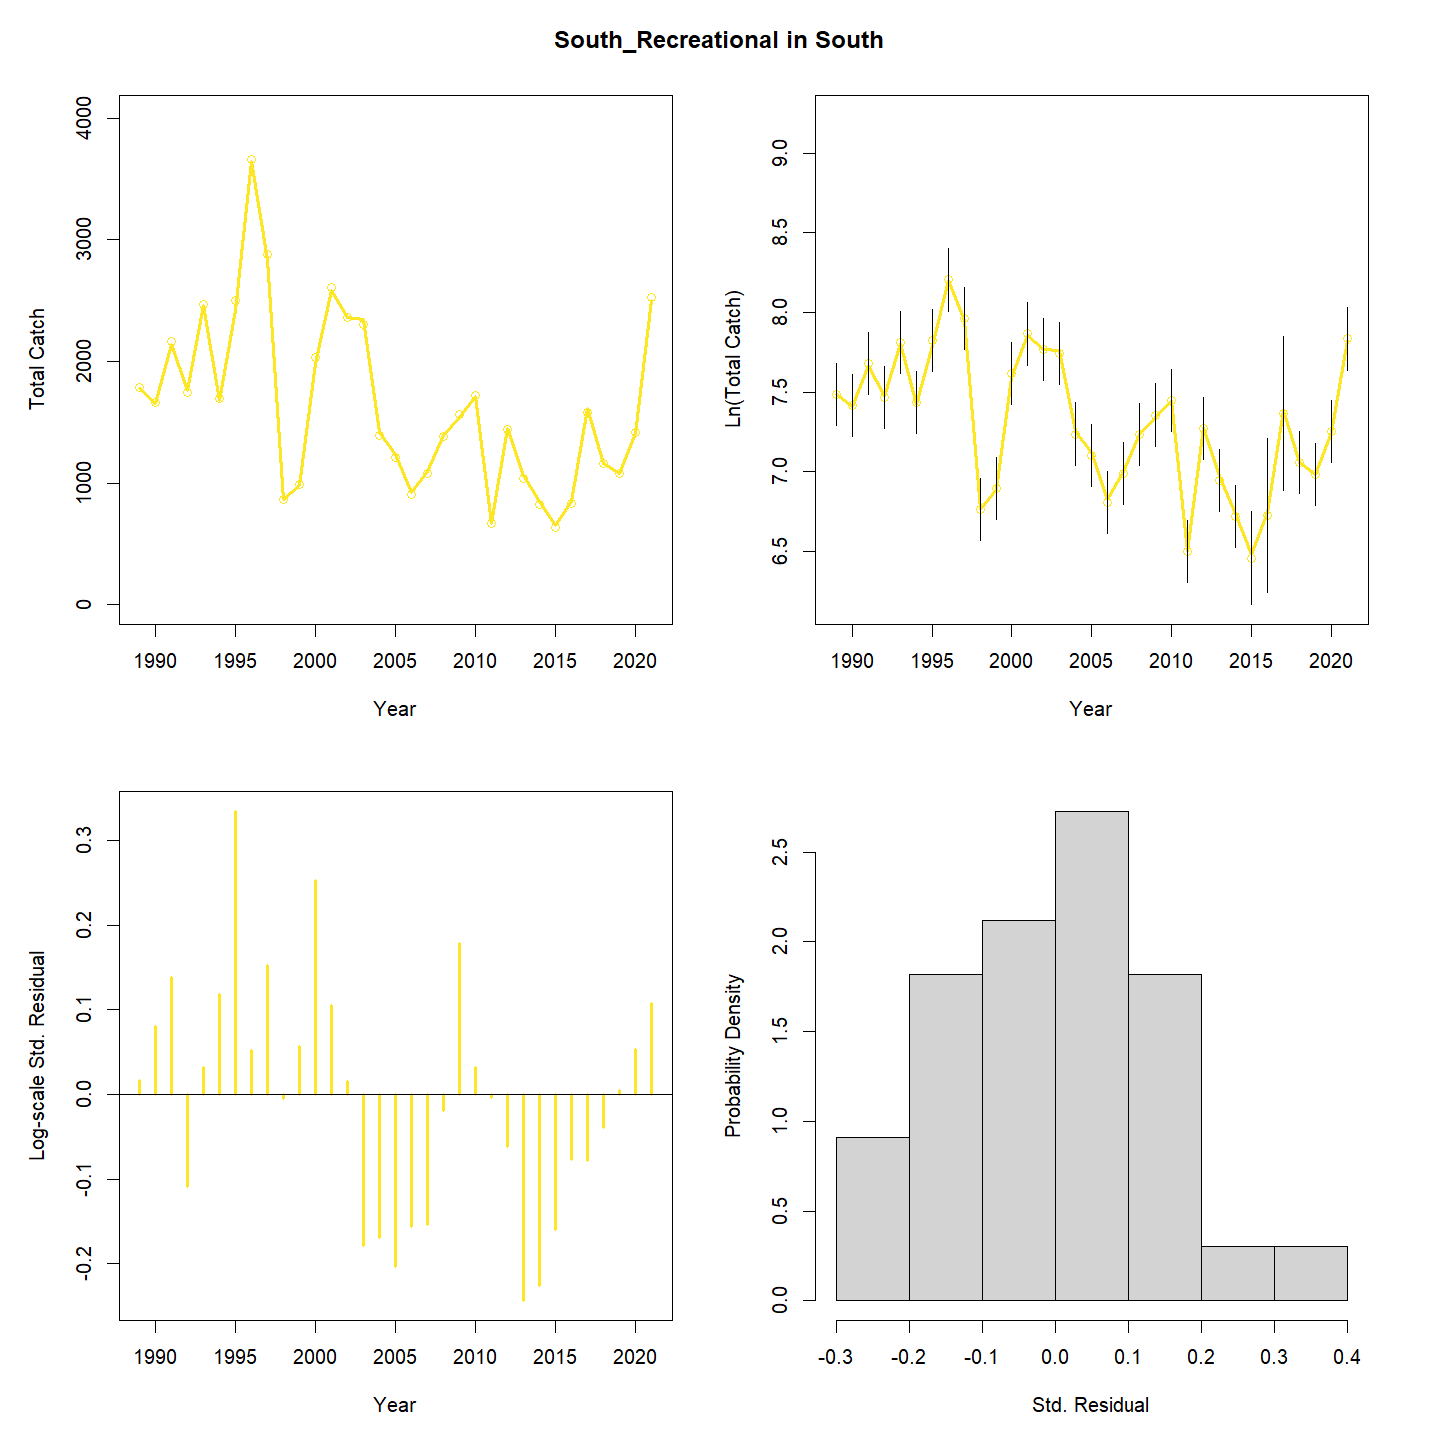 South_Recreational in South
Total Catch
4000
3000
2000
1000
0
1990 1995 2000 2005 2010 2015 2020
Year
Ln(Total Catch)
9.0
8.5
8.0
7.5
7.0
6.5
1990 1995 2000 2005 2010 2015 2020
Year
Log-scale Std. Residual
0.3
0.2
0.1
0.0
-0.1
-0.2
1990 1995 2000 2005 2010 2015 2020
Year
Probability Density
2.5
2.0
1.5
1.0
0.5
0.0
-0.3 -0.2 -0.1 0.0 0.1 0.2 0.3 0.4
Std. Residual